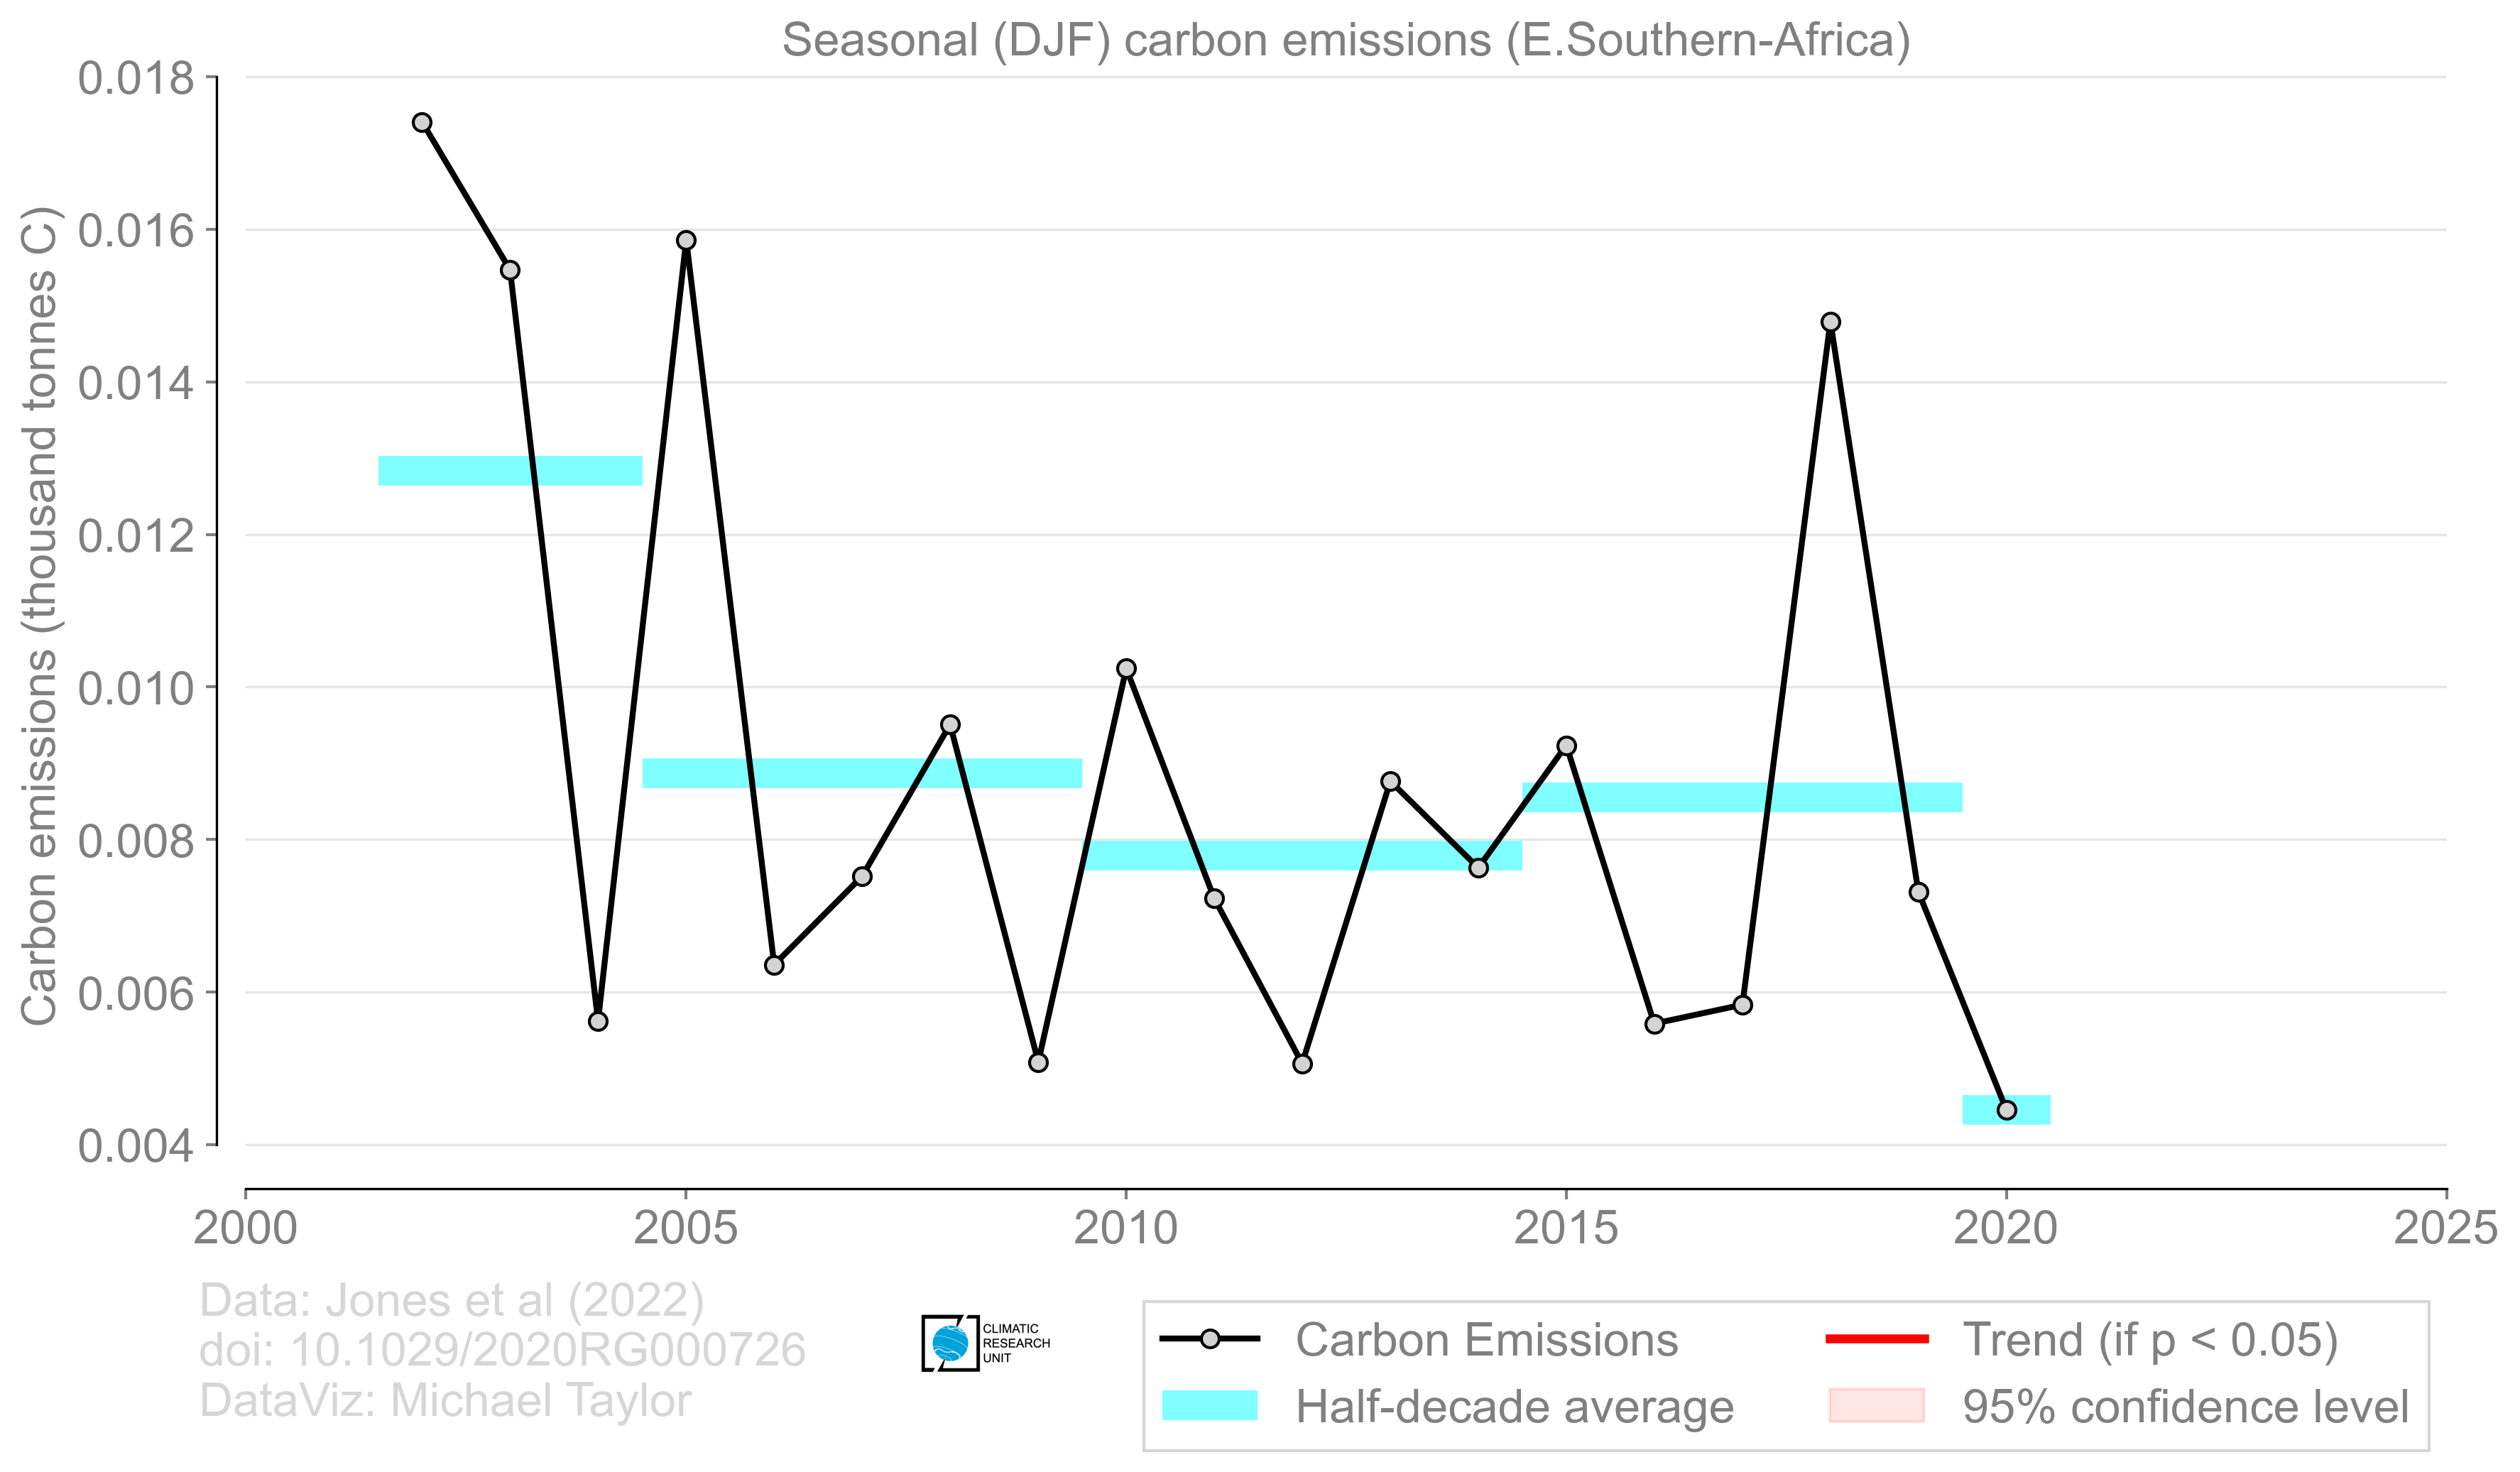 Seasonal (DJF) carbon emissions (E.Southern-Africa)
Carbon emissions (thousand tonnes C)
0.018
0.016
0.014
0.012
0.010
0.008
0.006
0.004
2000 2005 2010 2015 2020 2025
Data: Jones et al (2022)
doi: 10.1029/2020RG000726
DataViz: Michael Taylor
CLIMATIC
RESEARCH
UNIT
Carbon Emissions
Half-decade average
Trend (if p < 0.05)
95% confidence level